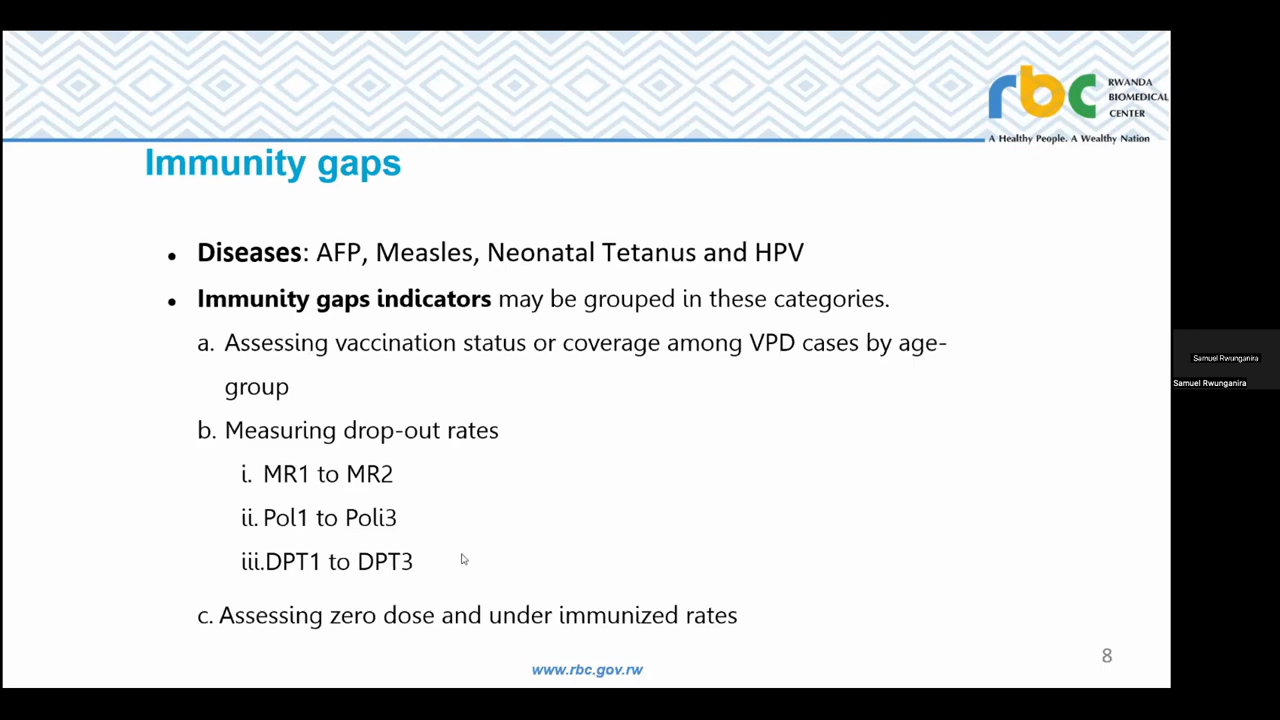 rbc
RWANDA
BIOMEDICAL
CENTER
A Healthy People. A Wealthy Nation
Immunity gaps
• Diseases: AFP, Measles, Neonatal Tetanus and HPV
• Immunity gaps indicators may be grouped in these categories.
a. Assessing vaccination status or coverage among VPD cases by age-
group
b. Measuring drop-out rates
i. MR1 to MR2
ii. Pol1 to Poli3
iii.DPT1 to DPT3
c. Assessing zero dose and under immunized rates
www.rbc.gov.rw
8
Samuel Rwunganira
Samuel Rwunganira